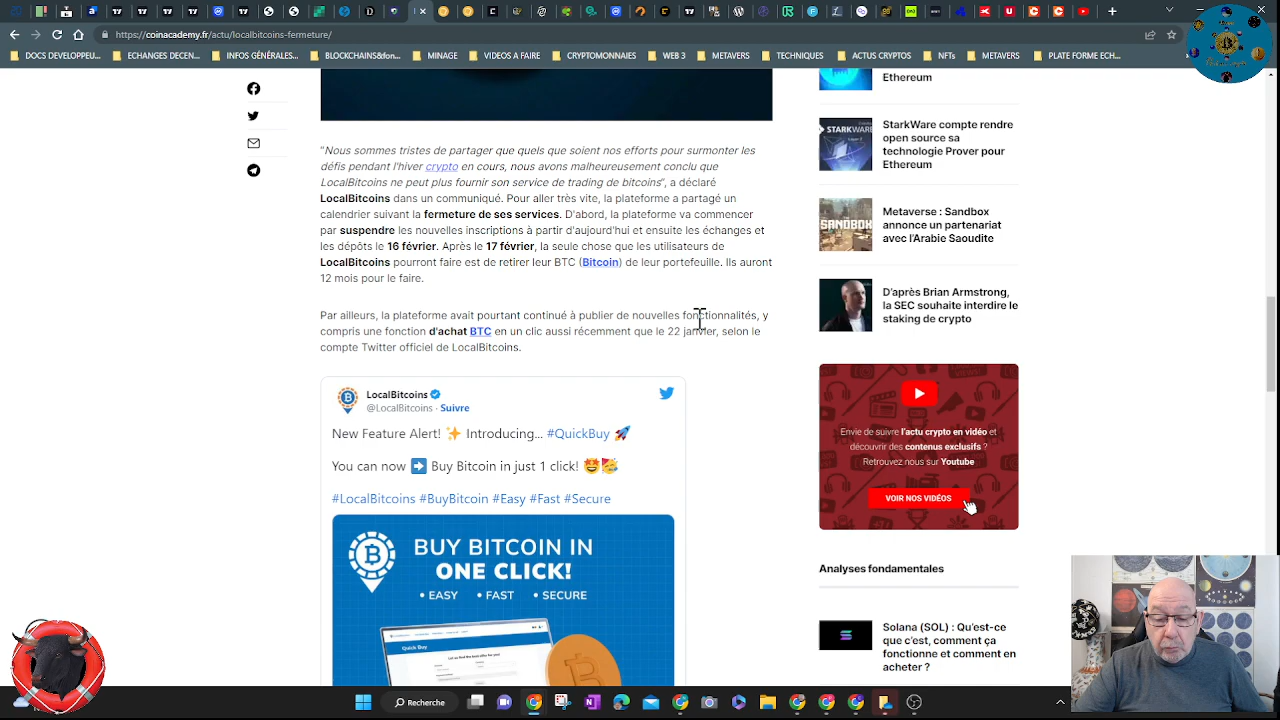 https://coinacademy.fr/actu/localbitcoins-fermeture/
DOCS DEVELOPPEU...
ECHANGES DECEN...
INFOS GÉNÉRALES...
BLOCKCHAINS&don...
MINAGE
VIDEOS A FAIRE
CRYPTOMONNAIES
WEB 3
METAVERS
TECHNIQUES
ACTUS CRYPTOS
NFTs
METAVERS
PLATE FORME ECH...
"Nous sommes tristes de partager que quels que soient nos efforts pour surmonter les
défis pendant l'hiver crypto en cours, nous avons malheureusement conclu que
LocalBitcoins ne peut plus fournir son service de trading de bitcoins", a déclaré
LocalBitcoins dans un communiqué. Pour aller très vite, la plateforme a partagé un
calendrier suivant la fermeture de ses services. D'abord, la plateforme va commencer
par suspendre les nouvelles inscriptions à partir d'aujourd'hui et ensuite les échanges et
les dépôts le 16 février. Après le 17 février, la seule chose que les utilisateurs de
LocalBitcoins pourront faire est de retirer leur BTC (Bitcoin) de leur portefeuille. Ils auront
12 mois pour le faire.
Par ailleurs, la plateforme avait pourtant continué à publier de nouvelles fonctionnalités, y
compris une fonction d'achat BTC en un clic aussi récemment que le 22 janvier, selon le
compte Twitter officiel de LocalBitcoins.
LocalBitcoins
@LocalBitcoins · Suivre
New Feature Alert! ✨ Introducing... #QuickBuy 🚀
You can now ➡️ Buy Bitcoin in just 1 click! 🤩🥳
#LocalBitcoins #BuyBitcoin #Easy #Fast #Secure
BUY BITCOIN IN
ONE CLICK!
• EASY • FAST • SECURE
Quick Buy
Ethereum
STARKWARE
StarkWare compte rendre
open source sa
technologie Prover pour
Ethereum
THE
SANDBOX
Metaverse : Sandbox
annonce un partenariat
avec l'Arabie Saoudite
D'après Brian Armstrong,
la SEC souhaite interdire le
staking de crypto
Envie de suivre l'actu crypto en vidéo et
découvrir des contenus exclusifs ?
Retrouvez nous sur Youtube
VOIR NOS VIDÉOS
Analyses fondamentales
Solana (SOL) : Qu'est-ce
que c'est, comment ça
fonctionne et comment en
acheter ?
Recherche